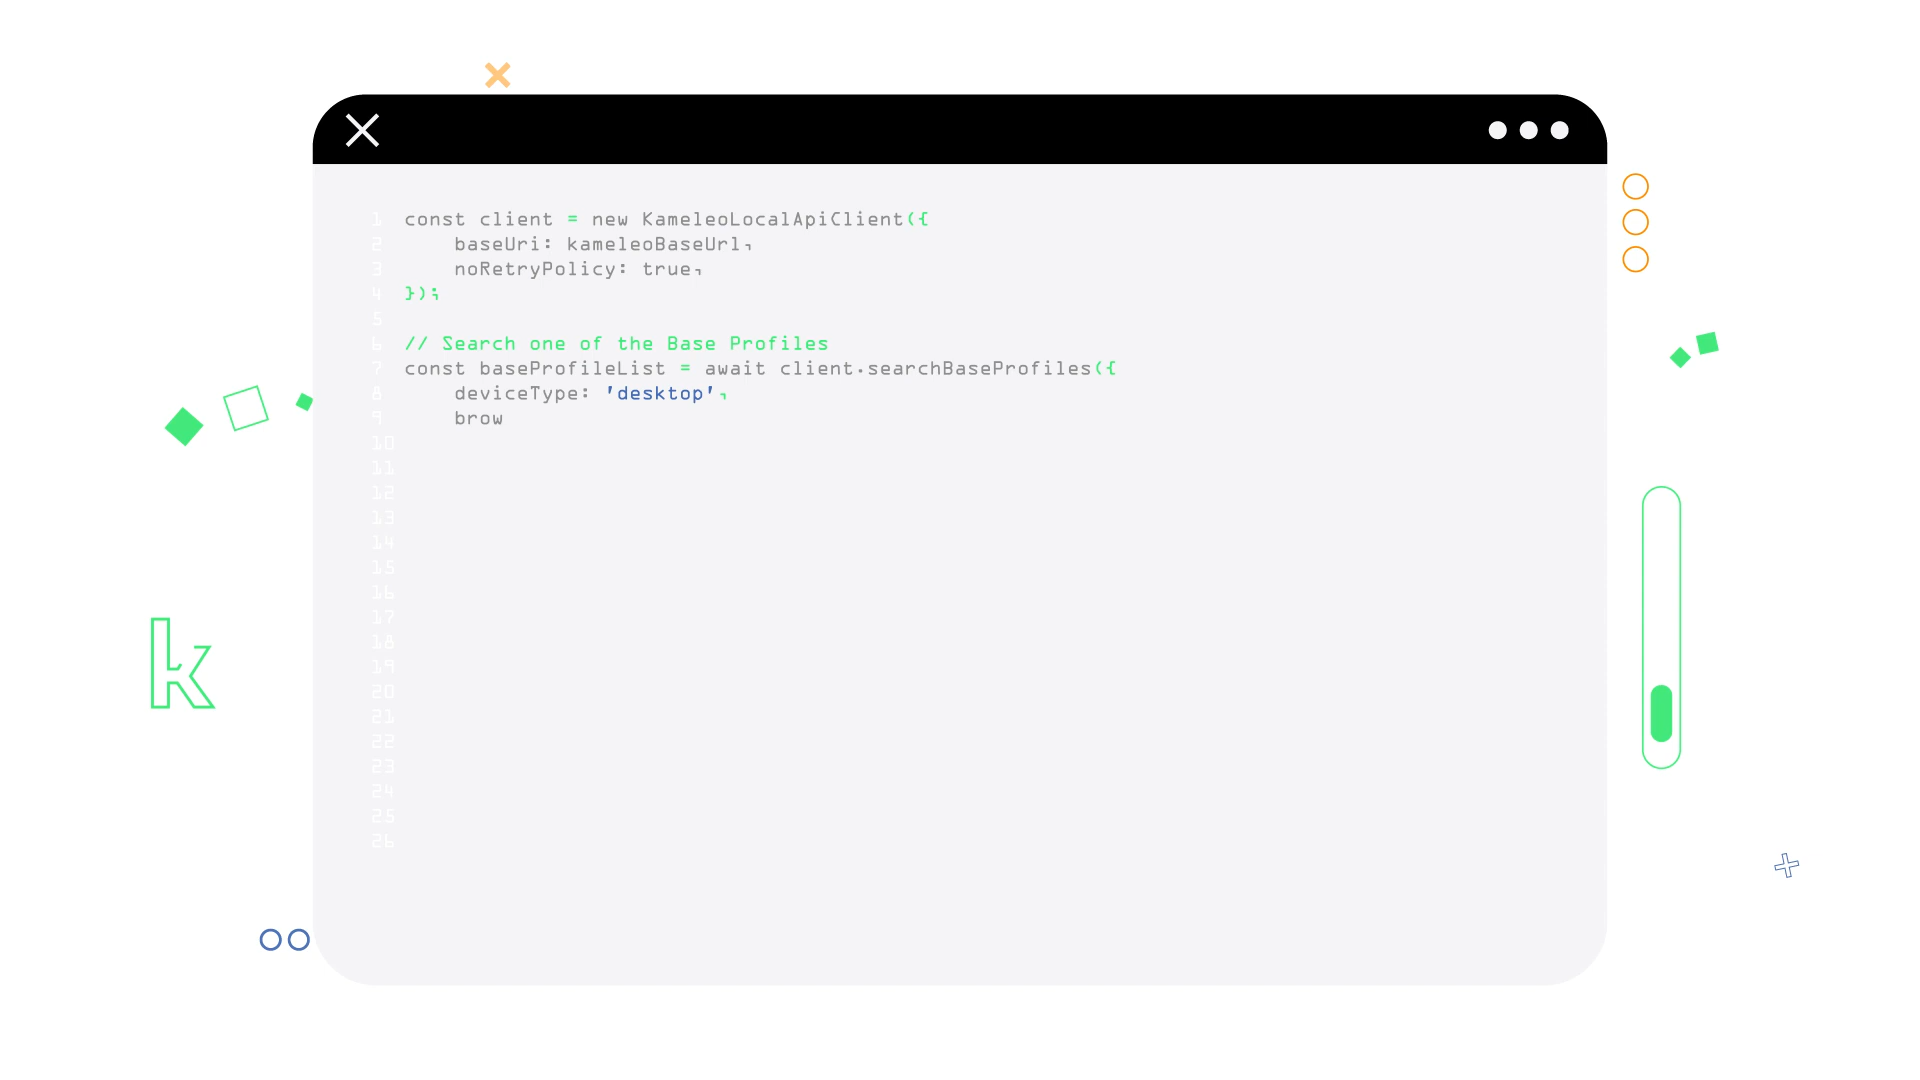 1 const client = new KameleoLocalApiClient({
2     baseUri: kameleoBaseUrl,
3     noRetryPolicy: true,
4 });
5
6 // Search one of the Base Profiles
7 const baseProfileList = await client.searchBaseProfiles({
8     deviceType: 'desktop',
9     brow
10
11
12
13
14
15
16
17
18
19
20
21
22
23
24
25
26
k